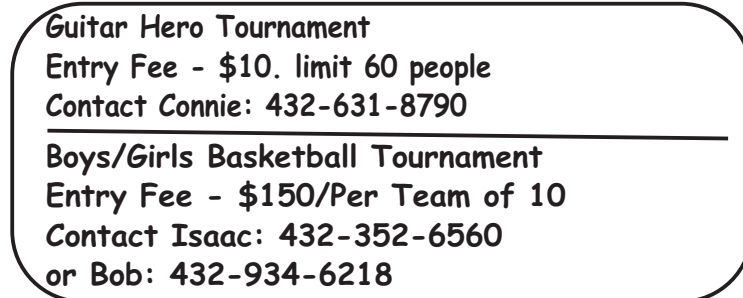 Guitar Hero Tournament
Entry Fee - $10. limit 60 people
Contact Connie: 432-631-8790
Boys/Girls Basketball Tournament
Entry Fee - $150/Per Team of 10
Contact Isaac: 432-352-6560
or Bob: 432-934-6218